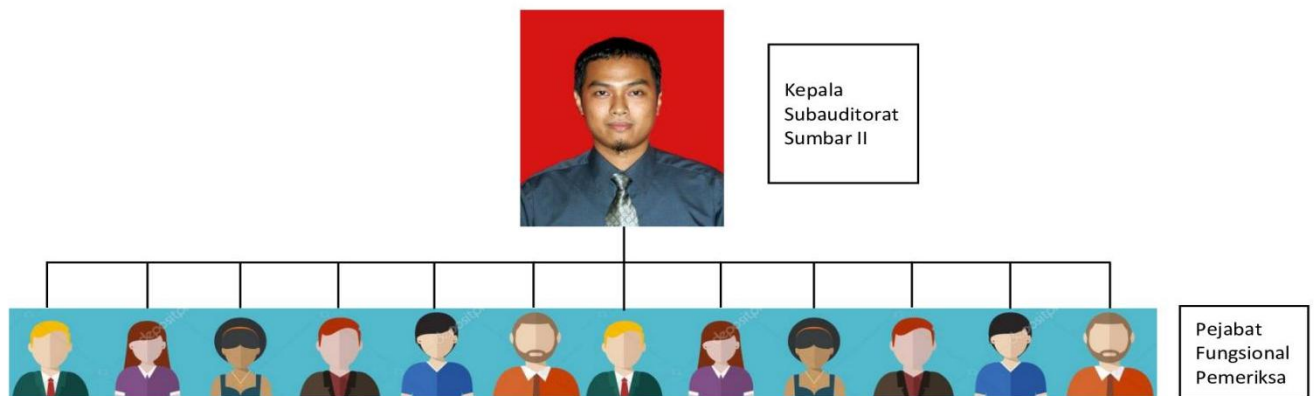 Kepala
Subauditorat
Sumbar II
Pejabat
Fungsional
Pemeriksa